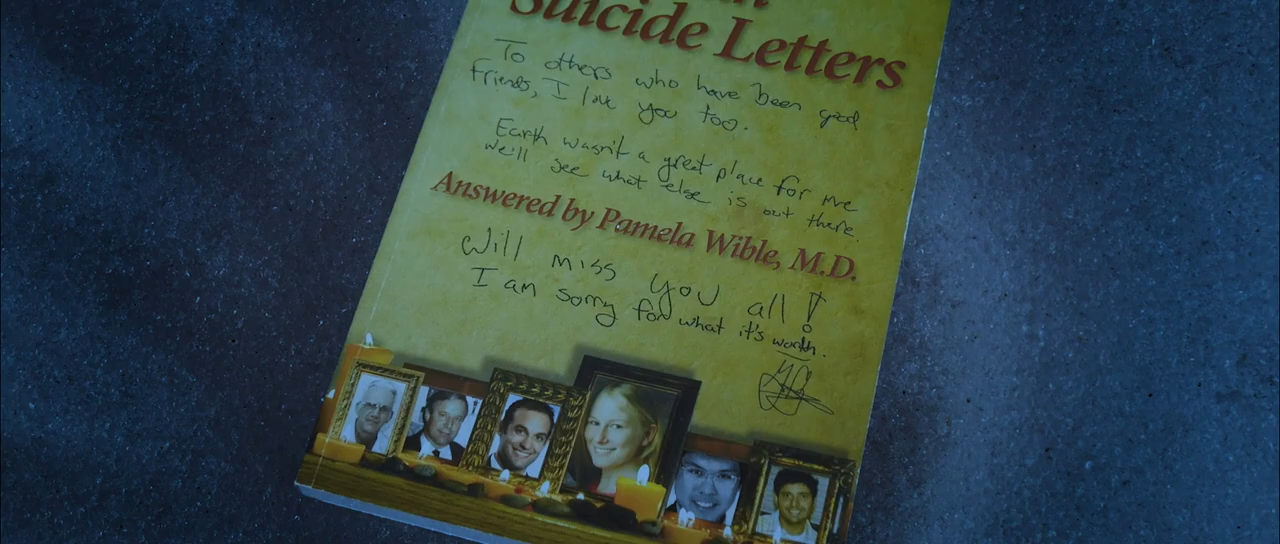 Suicide Letters
To others who have been good
friends, I love you too.
Earth wasn't a great place for me
we'll see what else is out there.
Answered by Pamela Wible, M.D.
Will miss you all!
I am sorry for what it's worth.